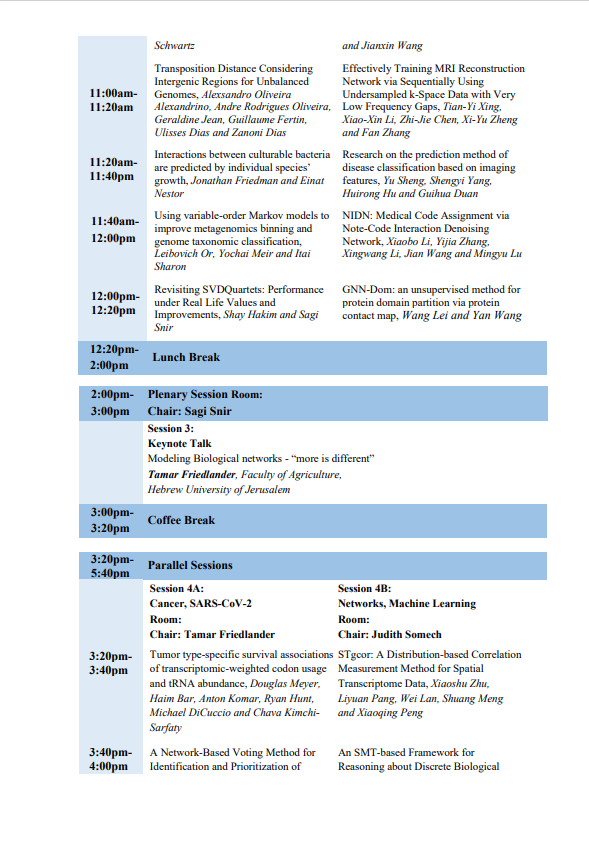 Schwartz
and Jianxin Wang
11:00am-
11:20am
Transposition Distance Considering
Intergenic Regions for Unbalanced
Genomes, Alexsandro Oliveira
Alexandrino, Andre Rodrigues Oliveira,
Geraldine Jean, Guillaume Fertin,
Ulisses Dias and Zanoni Dias
Effectively Training MRI Reconstruction
Network via Sequentially Using
Undersampled k-Space Data with Very
Low Frequency Gaps, Tian-Yi Xing,
Xiao-Xin Li, Zhi-Jie Chen, Xi-Yu Zheng
and Fan Zhang
11:20am-
11:40pm
Interactions between culturable bacteria
are predicted by individual species'
growth, Jonathan Friedman and Einat
Nestor
Research on the prediction method of
disease classification based on imaging
features, Yu Sheng, Shengyi Yang,
Huirong Hu and Guihua Duan
11:40am-
12:00pm
Using variable-order Markov models to
improve metagenomics binning and
genome taxonomic classification,
Leibovich Or, Yochai Meir and Itai
Sharon
NIDN: Medical Code Assignment via
Note-Code Interaction Denoising
Network, Xiaobo Li, Yijia Zhang,
Xingwang Li, Jian Wang and Mingyu Lu
12:00pm-
12:20pm
Revisiting SVDQuartets: Performance
under Real Life Values and
Improvements, Shay Hakim and Sagi
Snir
GNN-Dom: an unsupervised method for
protein domain partition via protein
contact map, Wang Lei and Yan Wang
12:20pm-
2:00pm
Lunch Break
2:00pm-
3:00pm
Plenary Session Room:
Chair: Sagi Snir
Session 3:
Keynote Talk
Modeling Biological networks - “more is different”
Tamar Friedlander, Faculty of Agriculture,
Hebrew University of Jerusalem
3:00pm-
3:20pm
Coffee Break
3:20pm-
5:40pm
Parallel Sessions
Session 4A:
Cancer, SARS-CoV-2
Room:
Chair: Tamar Friedlander
Session 4B:
Networks, Machine Learning
Room:
Chair: Judith Somech
3:20pm-
3:40pm
Tumor type-specific survival associations
of transcriptomic-weighted codon usage
and tRNA abundance, Douglas Meyer,
Haim Bar, Anton Komar, Ryan Hunt,
Michael DiCuccio and Chava Kimchi-
Sarfaty
STgcor: A Distribution-based Correlation
Measurement Method for Spatial
Transcriptome Data, Xiaoshu Zhu,
Liyuan Pang, Wei Lan, Shuang Meng
and Xiaoqing Peng
3:40pm-
4:00pm
A Network-Based Voting Method for
Identification and Prioritization of
An SMT-based Framework for
Reasoning about Discrete Biological